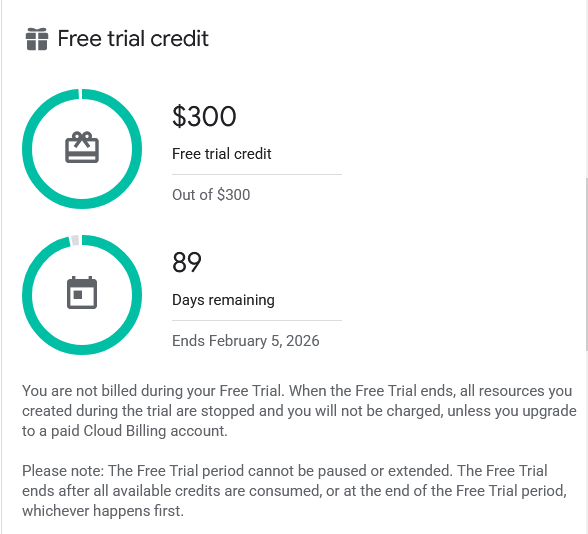 Free trial credit
$300
Free trial credit
Out of $300
89
Days remaining
Ends February 5, 2026
You are not billed during your Free Trial. When the Free Trial ends, all resources you
created during the trial are stopped and you will not be charged, unless you upgrade
to a paid Cloud Billing account.
Please note: The Free Trial period cannot be paused or extended. The Free Trial
ends after all available credits are consumed, or at the end of the Free Trial period,
whichever happens first.